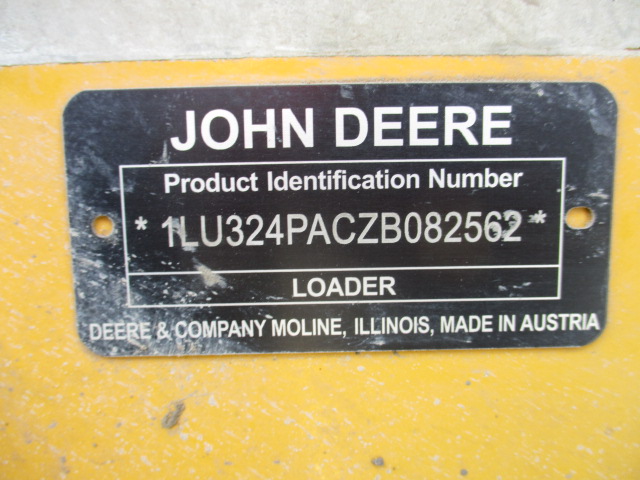 JOHN DEERE
Product Identification Number
* 1LU324PACZB082562 *
LOADER
DEERE & COMPANY MOLINE, ILLINOIS, MADE IN AUSTRIA